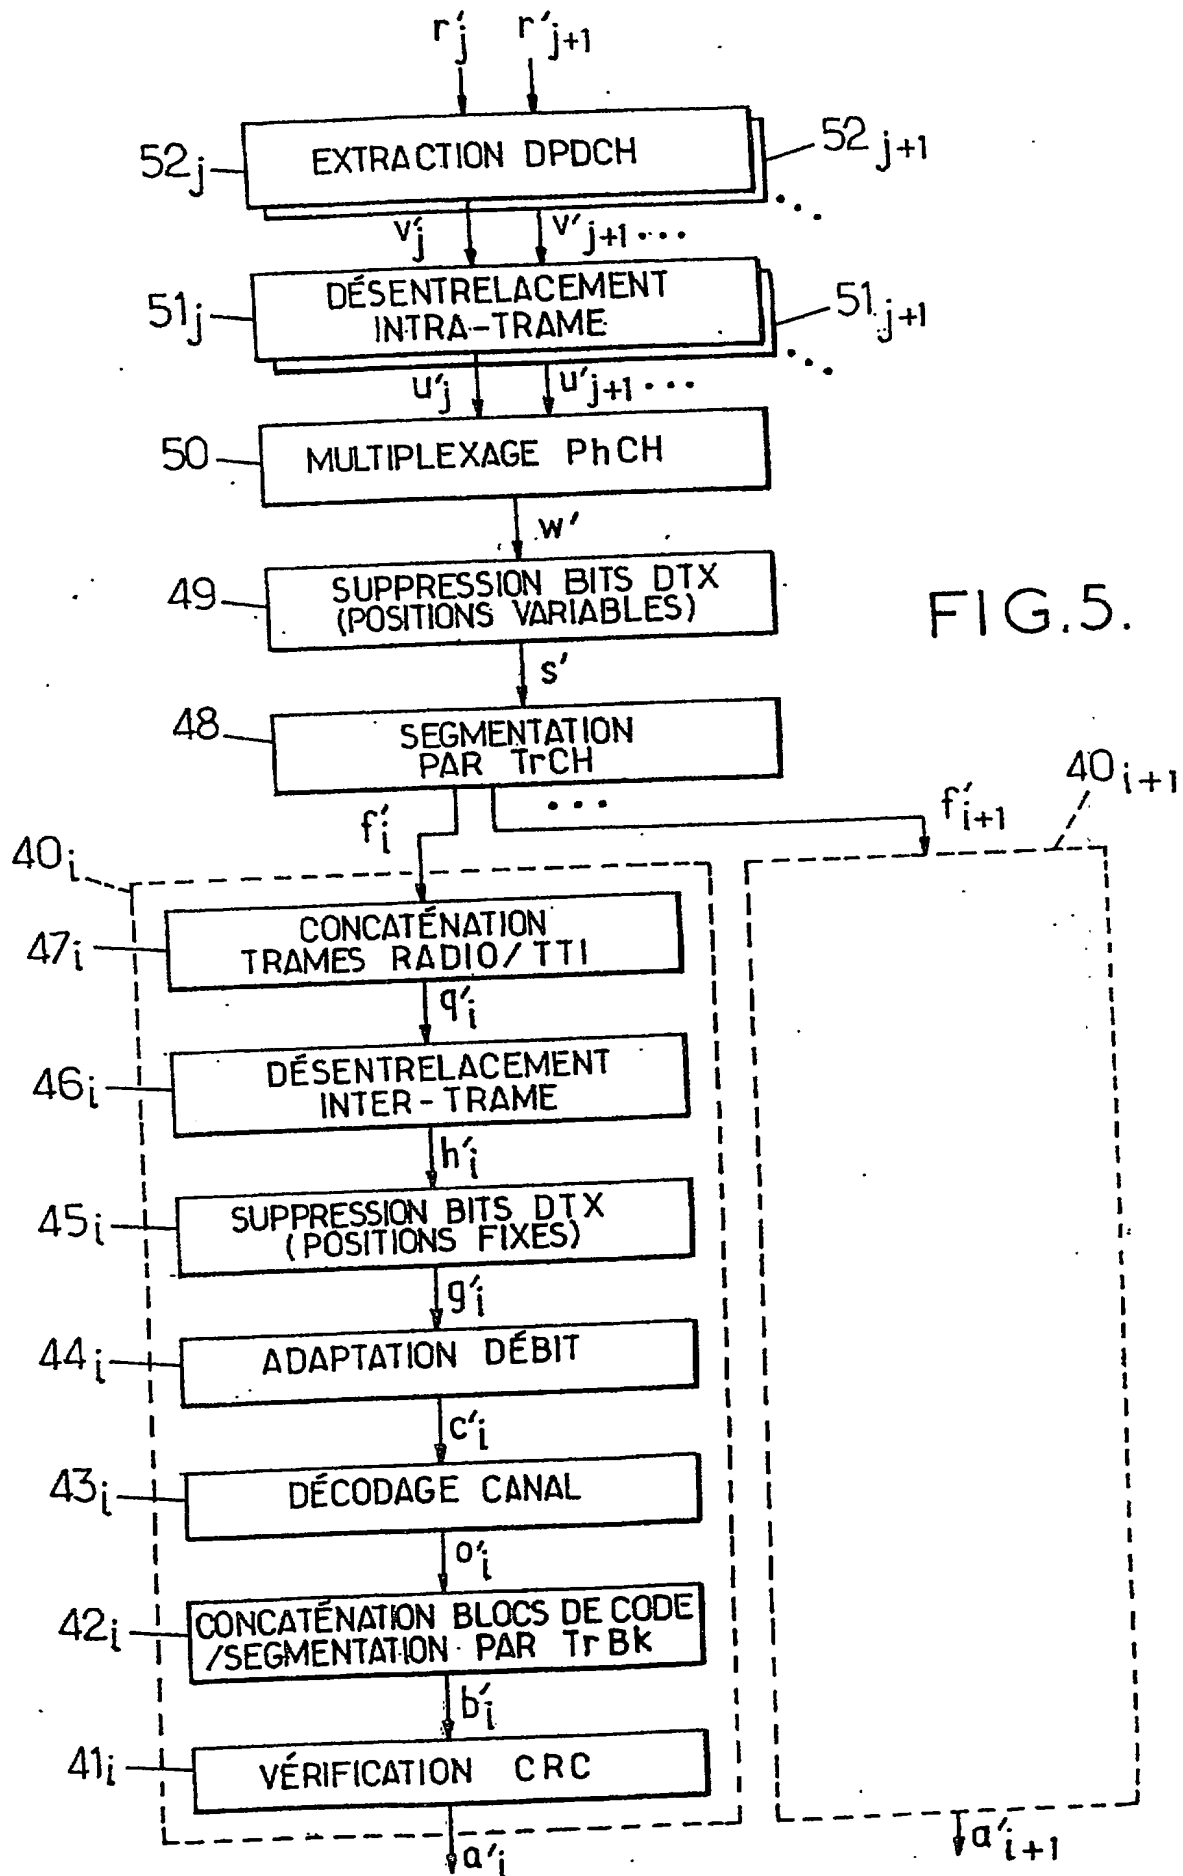 r'j r'j+1
52j EXTRACTION DPDCH 52j+1
v'j v'j+1 ...
51j DÉSENTRELACEMENT
INTRA-TRAME 51j+1
u'j u'j+1 ...
50 MULTIPLEXAGE PhCH
w'
49 SUPPRESSION BITS DTX
(POSITIONS VARIABLES)
FIG.5.
s'
48 SEGMENTATION
PAR TrCH
f'i ... f'i+1 40i+1
40i
47i CONCATÉNATION
TRAMES RADIO/TTI
q'i
46i DÉSENTRELACEMENT
INTER-TRAME
h'i
45i SUPPRESSION BITS DTX
(POSITIONS FIXES)
g'i
44i ADAPTATION DÉBIT
c'i
43i DÉCODAGE CANAL
o'i
42i CONCATÉNATION BLOCS DE CODE
/SEGMENTATION PAR TrBk
b'i
41i VÉRIFICATION CRC
a'i a'i+1